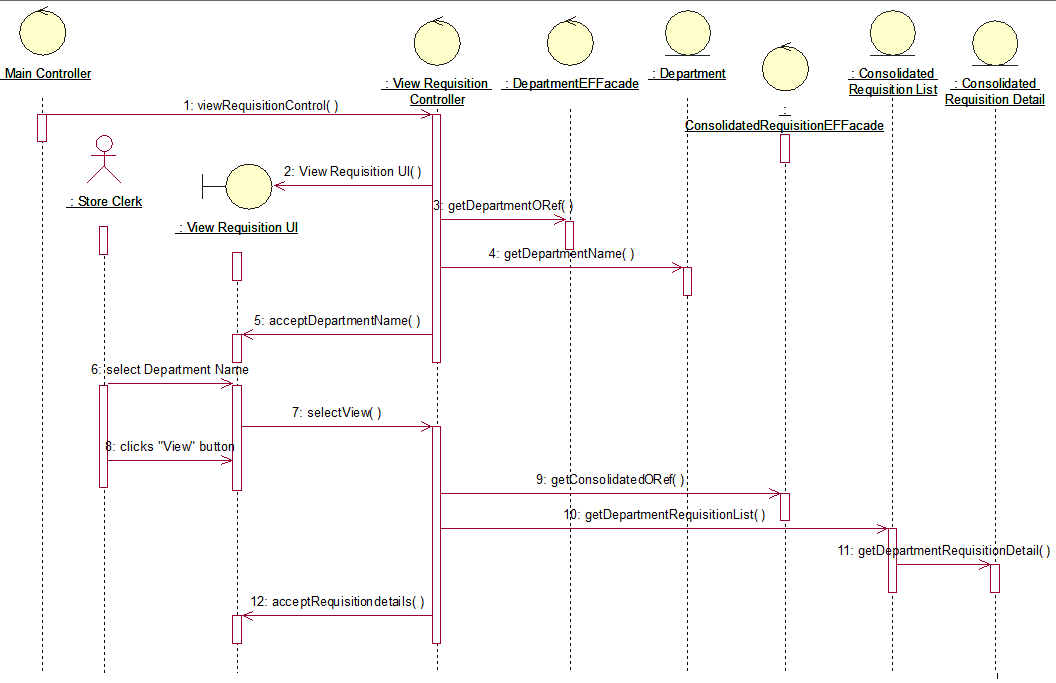 Main Controller
: View Requisition
Controller
: DepartmentEFFacade
: Department
:
ConsolidatedRequisitionEFFacade
: Consolidated
Requisition List
: Consolidated
Requisition Detail
1: viewRequisitionControl( )
: Store Clerk
2: View Requisition UI( )
: View Requisition UI
3: getDepartmentORef( )
4: getDepartmentName( )
5: acceptDepartmentName( )
6: select Department Name
7: selectView( )
8: clicks "View" button
9: getConsolidatedORef( )
10: getDepartmentRequisitionList( )
11: getDepartmentRequisitionDetail( )
12: acceptRequisitiondetails( )